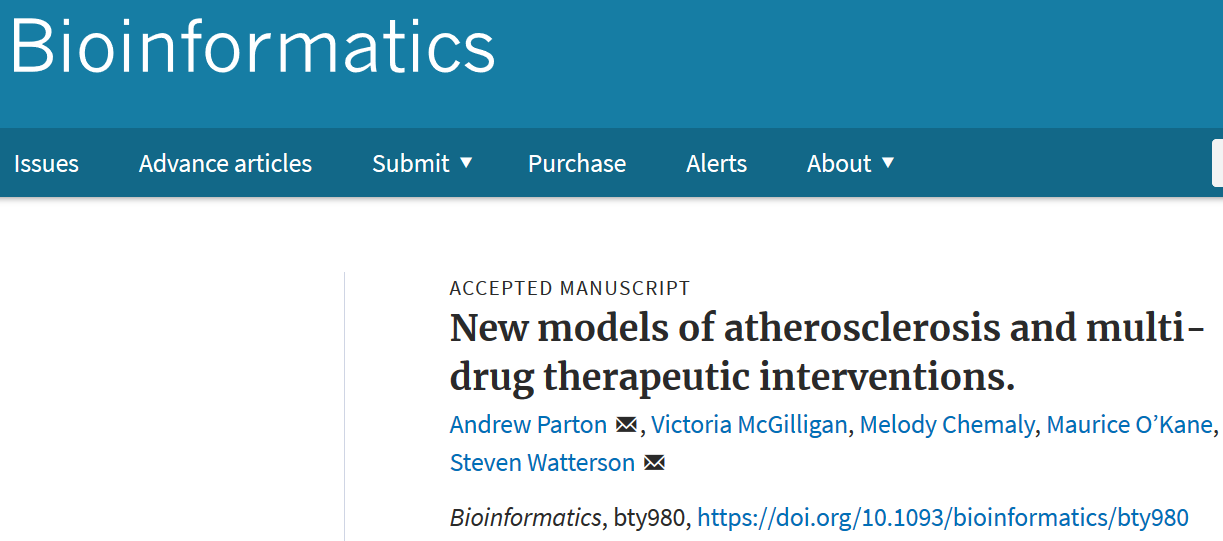 Bioinformatics
Issues Advance articles Submit ▼ Purchase Alerts About ▼
ACCEPTED MANUSCRIPT
New models of atherosclerosis and multi-
drug therapeutic interventions.
Andrew Parton ✉, Victoria McGilligan, Melody Chemaly, Maurice O’Kane,
Steven Watterson ✉
Bioinformatics, bty980, https://doi.org/10.1093/bioinformatics/bty980